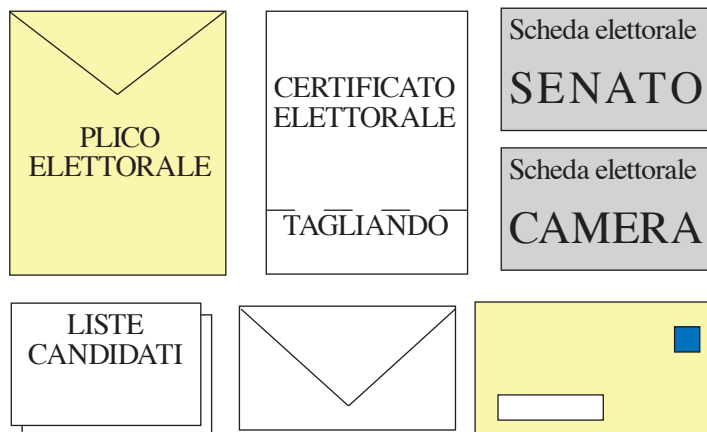 PLICO
ELETTORALE
CERTIFICATO
ELETTORALE
TAGLIANDO
Scheda elettorale
SENATO
Scheda elettorale
CAMERA
LISTE
CANDIDATI